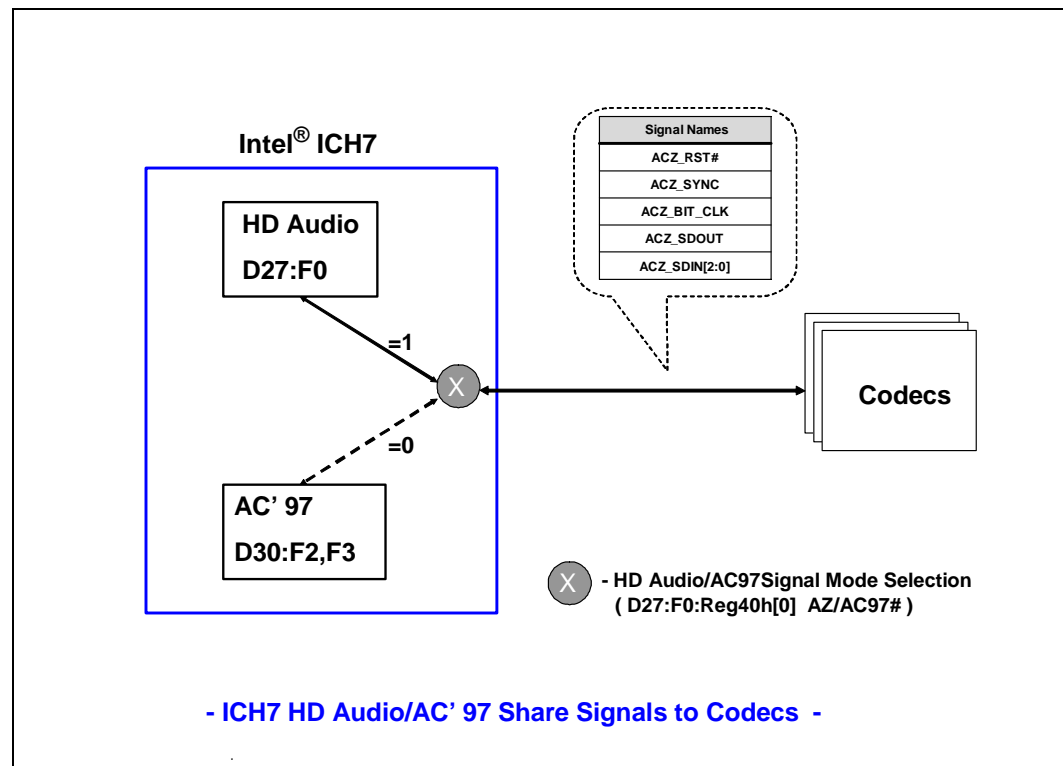 Intel® ICH7
HD Audio
D27:F0
=1
X
=0
AC’ 97
D30:F2,F3
Signal Names
ACZ_RST#
ACZ_SYNC
ACZ_BIT_CLK
ACZ_SDOUT
ACZ_SDIN[2:0]
Codecs
X
- HD Audio/AC97Signal Mode Selection
( D27:F0:Reg40h[0] AZ/AC97# )
- ICH7 HD Audio/AC’ 97 Share Signals to Codecs -